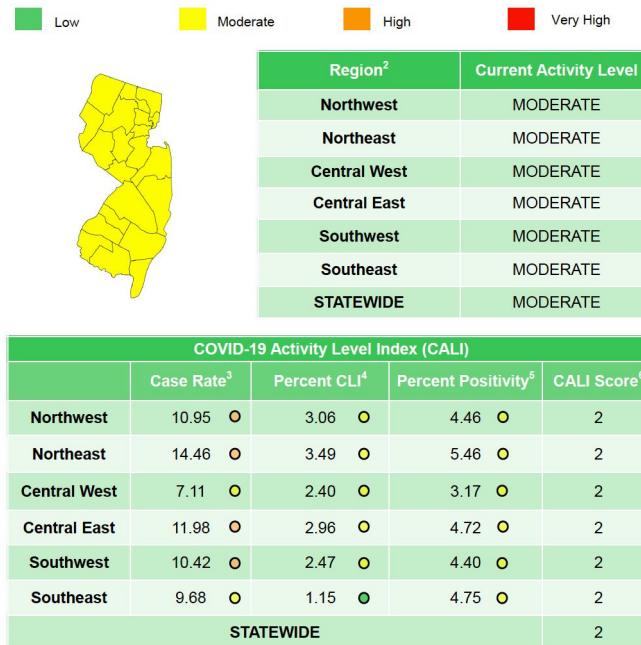 Low Moderate High Very High
Region² Current Activity Level
Northwest MODERATE
Northeast MODERATE
Central West MODERATE
Central East MODERATE
Southwest MODERATE
Southeast MODERATE
STATEWIDE MODERATE
COVID-19 Activity Level Index (CALI)
Case Rate³ Percent CLI⁴ Percent Positivity⁵ CALI Score⁶
Northwest 10.95 3.06 4.46 2
Northeast 14.46 3.49 5.46 2
Central West 7.11 2.40 3.17 2
Central East 11.98 2.96 4.72 2
Southwest 10.42 2.47 4.40 2
Southeast 9.68 1.15 4.75 2
STATEWIDE 2